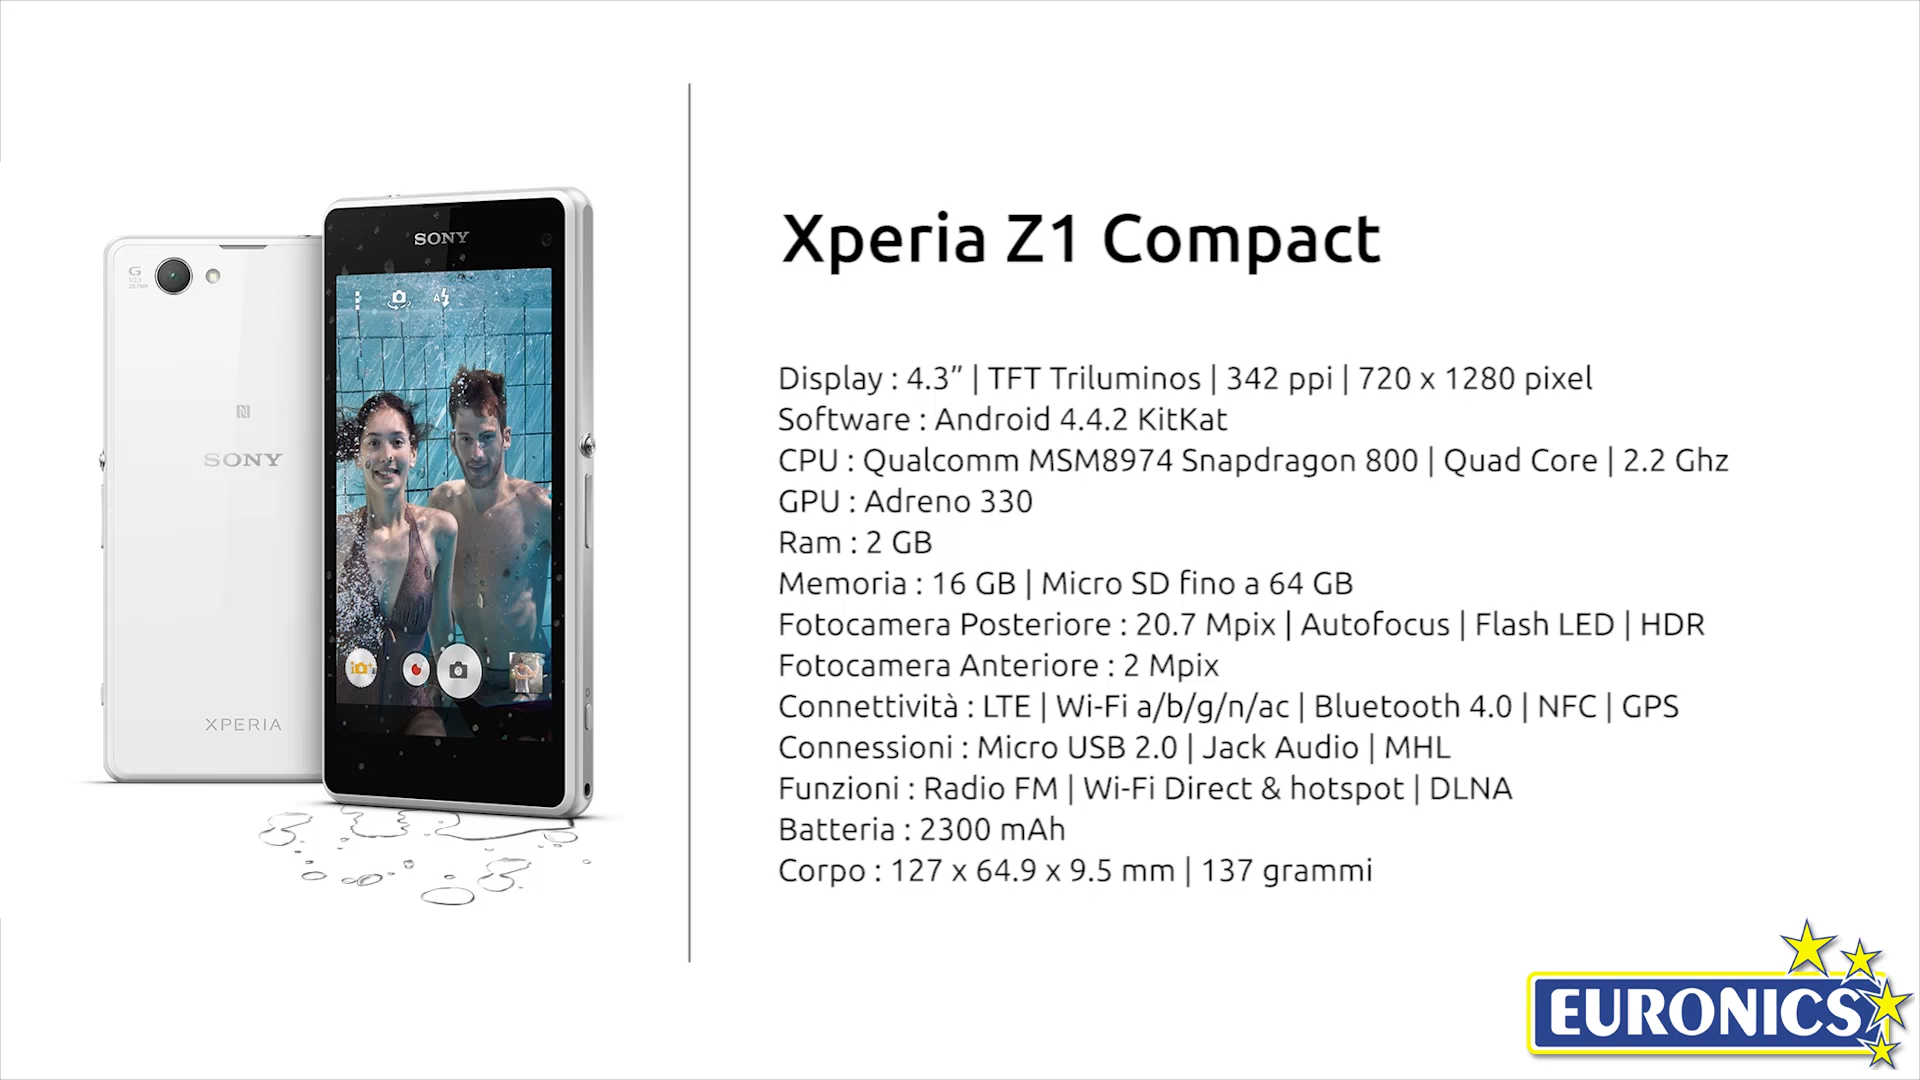 G
SONY
XPERIA
SONY
Xperia Z1 Compact
Display : 4.3” | TFT Triluminos | 342 ppi | 720 x 1280 pixel
Software : Android 4.4.2 KitKat
CPU : Qualcomm MSM8974 Snapdragon 800 | Quad Core | 2.2 Ghz
GPU : Adreno 330
Ram : 2 GB
Memoria : 16 GB | Micro SD fino a 64 GB
Fotocamera Posteriore : 20.7 Mpix | Autofocus | Flash LED | HDR
Fotocamera Anteriore : 2 Mpix
Connettività : LTE | Wi-Fi a/b/g/n/ac | Bluetooth 4.0 | NFC | GPS
Connessioni : Micro USB 2.0 | Jack Audio | MHL
Funzioni : Radio FM | Wi-Fi Direct & hotspot | DLNA
Batteria : 2300 mAh
Corpo : 127 x 64.9 x 9.5 mm | 137 grammi
EURONICS